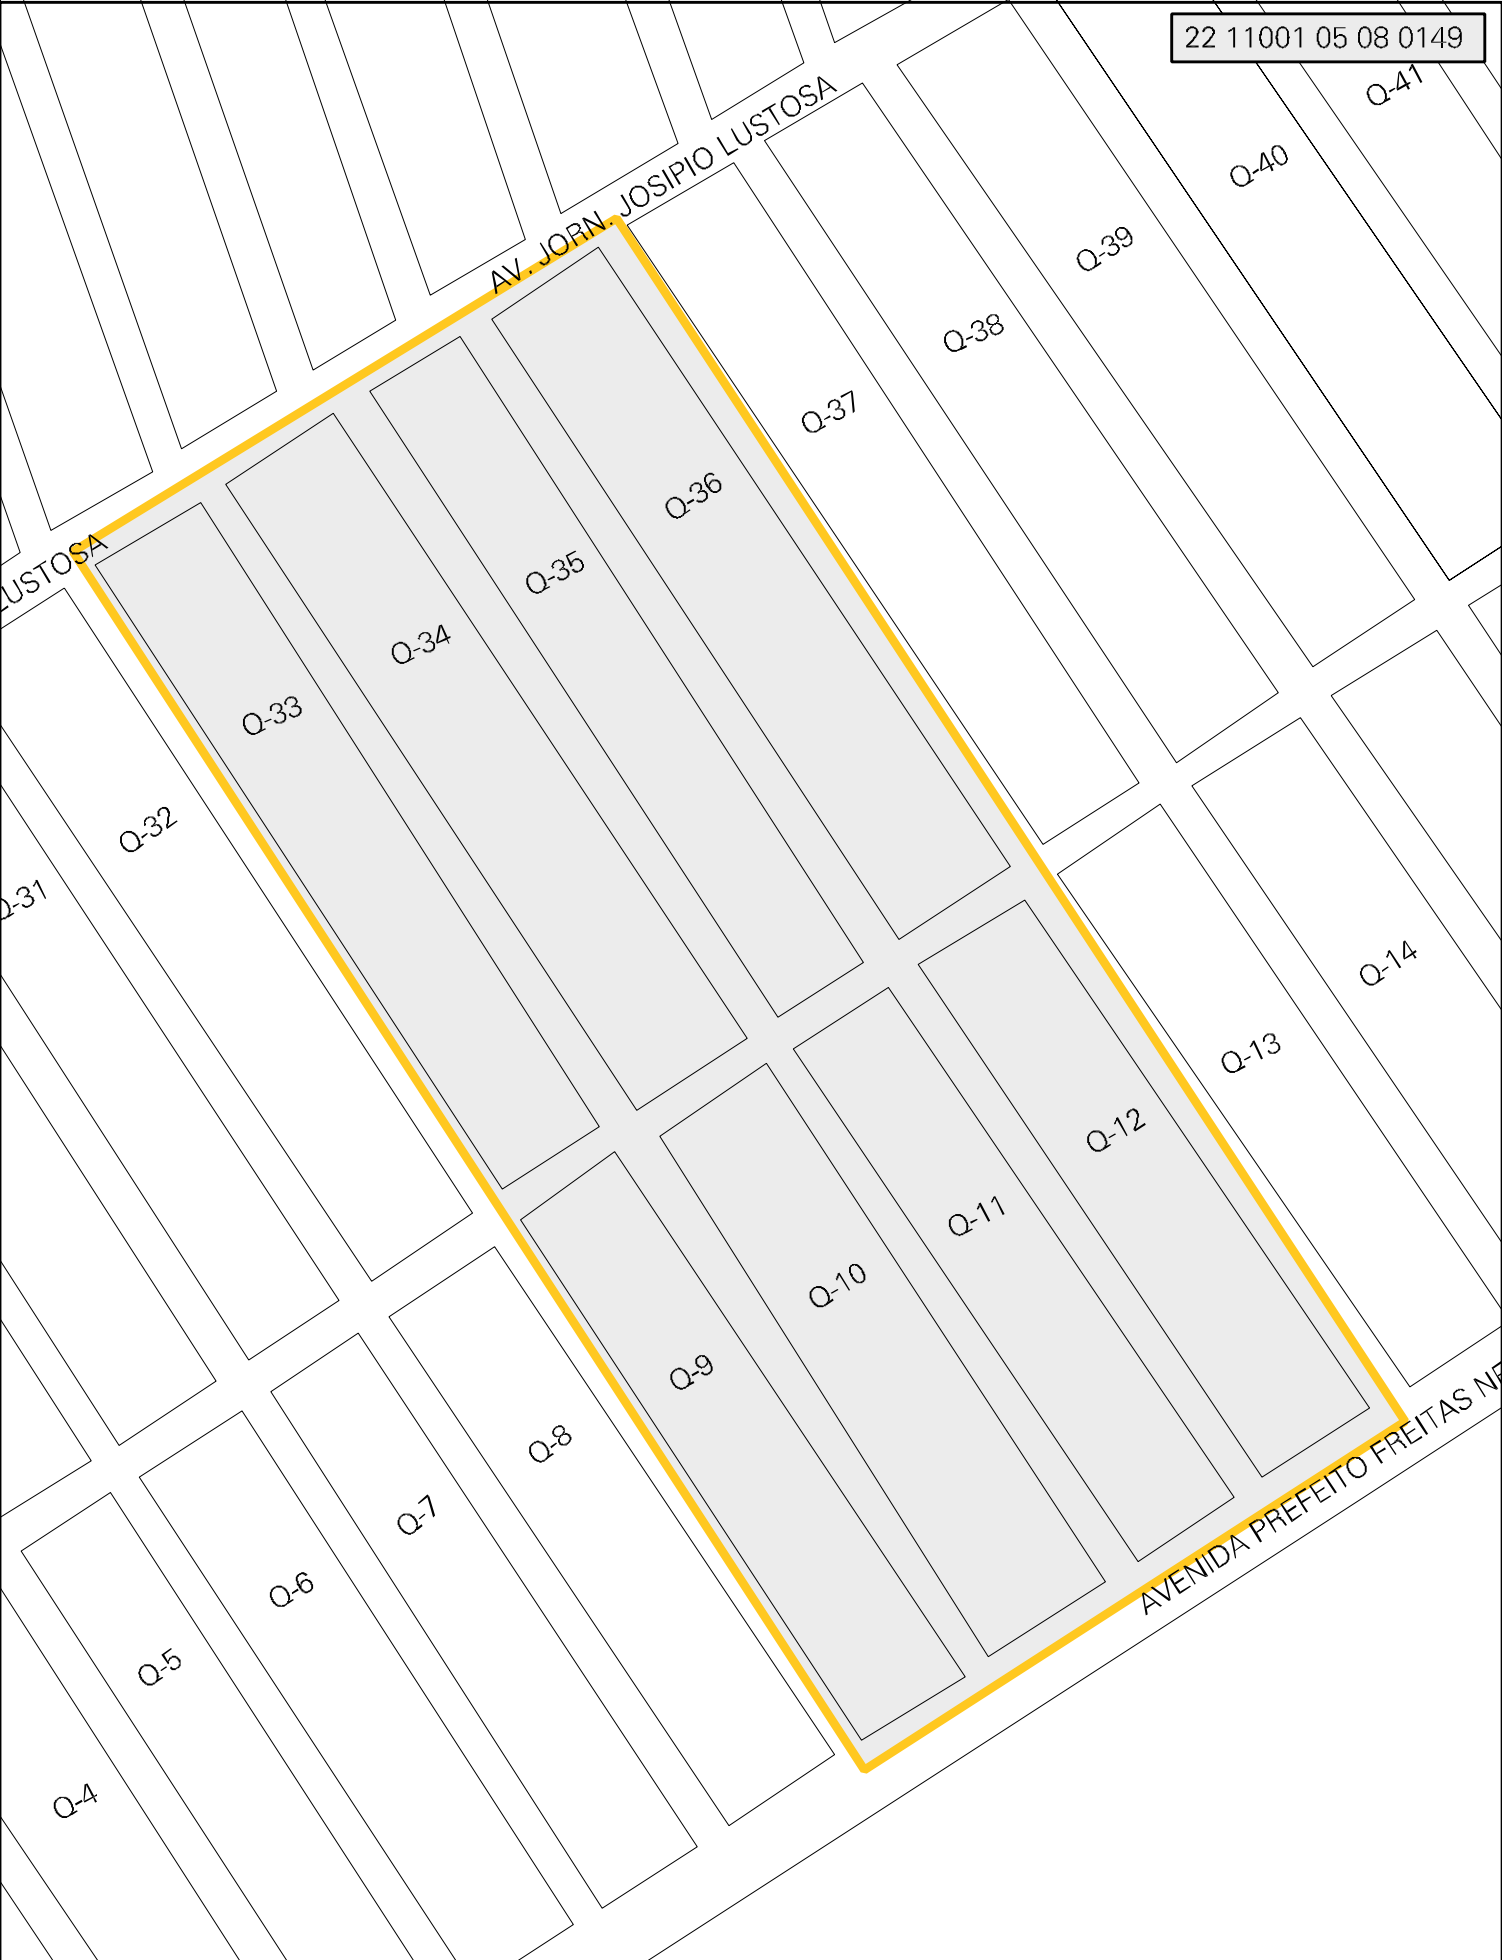 22 11001 05 08 0149
Q-41
AV. JORN. JOSIPIO LUSTOSA
Q-40
Q-39
Q-38
Q-37
Q-36
LUSTOSA
Q-35
Q-34
Q-33
Q-32
Q-31
Q-14
Q-13
Q-12
Q-11
Q-10
Q-9
Q-8
AVENIDA PREFEITO FREITAS NE
Q-7
Q-6
Q-5
Q-4